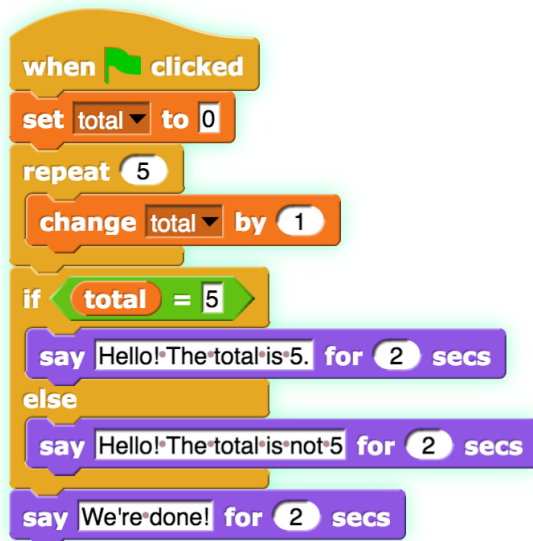 when clicked
set total to 0
repeat 5
change total by 1
if total = 5
say Hello! The total is 5. for 2 secs
else
say Hello! The total is not 5 for 2 secs
say We're done! for 2 secs